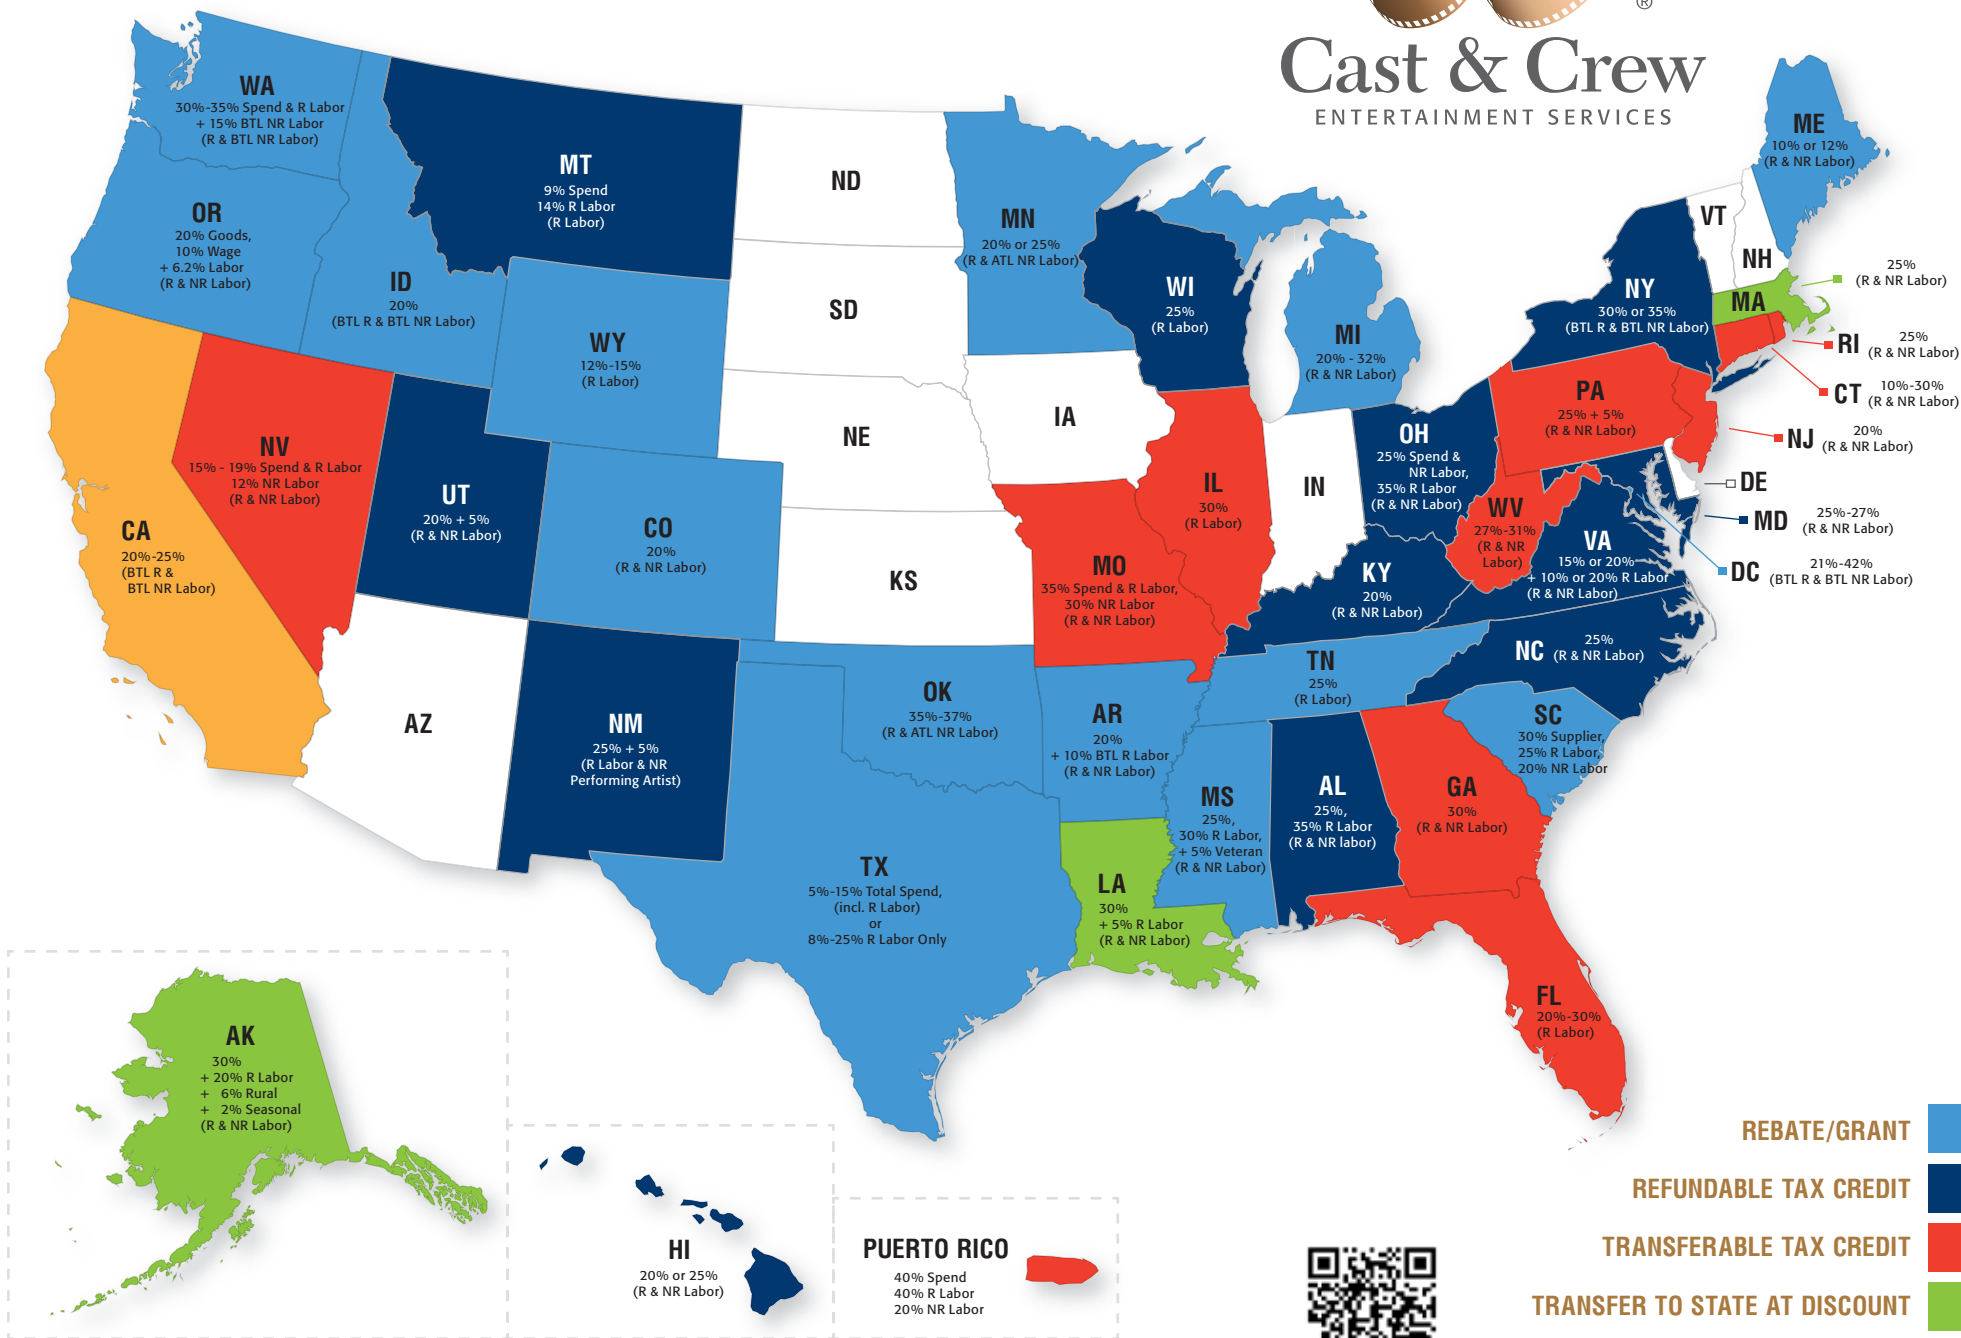 ®
Cast & Crew
ENTERTAINMENT SERVICES
WA
30%-35% Spend & R Labor
+ 15% BTL NR Labor
(R & BTL NR Labor)
OR
20% Goods,
10% Wage
+ 6.2% Labor
(R & NR Labor)
ID
20%
(BTL R & BTL NR Labor)
MT
9% Spend
14% R Labor
(R Labor)
WY
12%-15%
(R Labor)
ND
SD
NE
KS
MN
20% or 25%
(R & ATL NR Labor)
IA
WI
25%
(R Labor)
MI
20% - 32%
(R & NR Labor)
ME
10% or 12%
(R & NR Labor)
VT
NH
NY
30% or 35%
(BTL R & BTL NR Labor)
MA
25%
(R & NR Labor)
RI
25%
(R & NR Labor)
CT
10%-30%
(R & NR Labor)
PA
25% + 5%
(R & NR Labor)
NJ
20%
(R & NR Labor)
DE
MD
25%-27%
(R & NR Labor)
DC
21%-42%
(BTL R & BTL NR Labor)
CA
20%-25%
(BTL R &
BTL NR Labor)
NV
15% - 19% Spend & R Labor
12% NR Labor
(R & NR Labor)
UT
20% + 5%
(R & NR Labor)
CO
20%
(R & NR Labor)
MO
35% Spend & R Labor,
30% NR Labor
(R & NR Labor)
IL
30%
(R Labor)
IN
OH
25% Spend &
NR Labor,
35% R Labor
(R & NR Labor)
WV
27%-31%
(R & NR
Labor)
VA
15% or 20%
+ 10% or 20% R Labor
(R & NR Labor)
KY
20%
(R & NR Labor)
NC
25%
(R & NR Labor)
TN
25%
(R Labor)
SC
30% Supplier,
25% R Labor,
20% NR Labor
AZ
NM
25% + 5%
(R Labor & NR
Performing Artist)
OK
35%-37%
(R & ATL NR Labor)
AR
20%
+ 10% BTL R Labor
(R & NR Labor)
TX
5%-15% Total Spend,
(incl. R Labor)
or
8%-25% R Labor Only
LA
30%
+ 5% R Labor
(R & NR Labor)
MS
25%,
30% R Labor,
+ 5% Veteran
(R & NR Labor)
AL
25%,
35% R Labor
(R & NR labor)
GA
30%
(R & NR Labor)
FL
20%-30%
(R Labor)
AK
30%
+ 20% R Labor
+ 6% Rural
+ 2% Seasonal
(R & NR Labor)
HI
20% or 25%
(R & NR Labor)
PUERTO RICO
40% Spend
40% R Labor
20% NR Labor
REBATE/GRANT
REFUNDABLE TAX CREDIT
TRANSFERABLE TAX CREDIT
TRANSFER TO STATE AT DISCOUNT